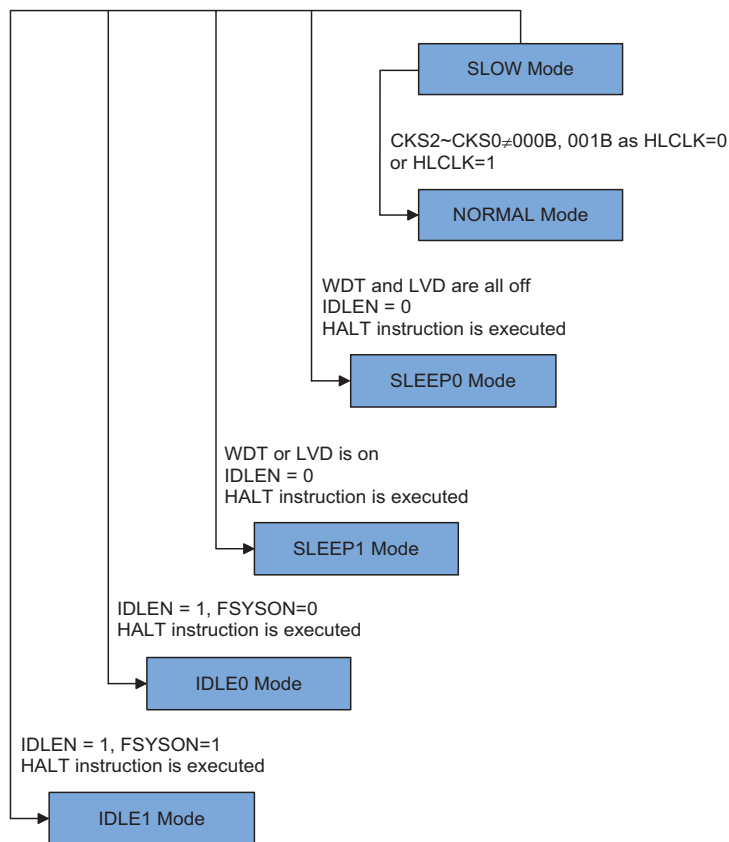 SLOW Mode
CKS2~CKS0≠000B, 001B as HLCLK=0
or HLCLK=1
NORMAL Mode
WDT and LVD are all off
IDLEN = 0
HALT instruction is executed
SLEEP0 Mode
WDT or LVD is on
IDLEN = 0
HALT instruction is executed
SLEEP1 Mode
IDLEN = 1, FSYSON=0
HALT instruction is executed
IDLE0 Mode
IDLEN = 1, FSYSON=1
HALT instruction is executed
IDLE1 Mode